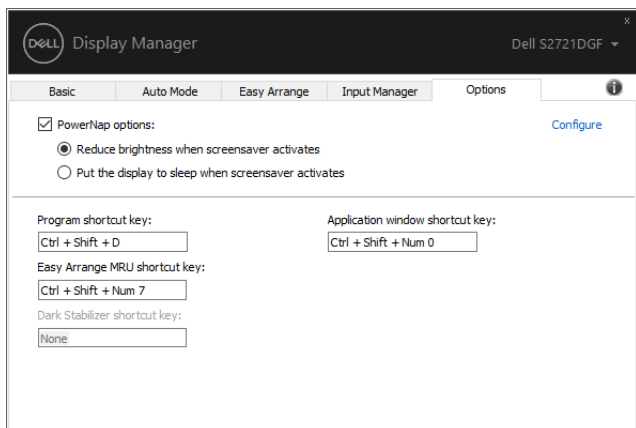 x
DELL Display Manager Dell S2721DGF
Basic Auto Mode Easy Arrange Input Manager Options i
PowerNap options: Configure
Reduce brightness when screensaver activates
Put the display to sleep when screensaver activates
Program shortcut key: Application window shortcut key:
Ctrl + Shift + D Ctrl + Shift + Num 0
Easy Arrange MRU shortcut key:
Ctrl + Shift + Num 7
Dark Stabilizer shortcut key:
None